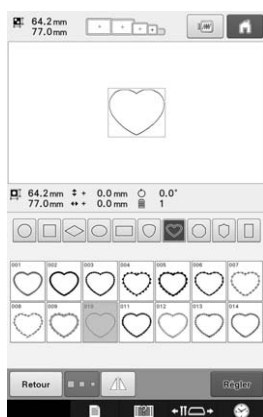 64.2mm
77.0mm
64.2mm + 0.0mm 0.0°
77.0mm + 0.0mm 1
001 002 003 004 005 006 007
008 009 010 011 012 013 014
Retour
Régler